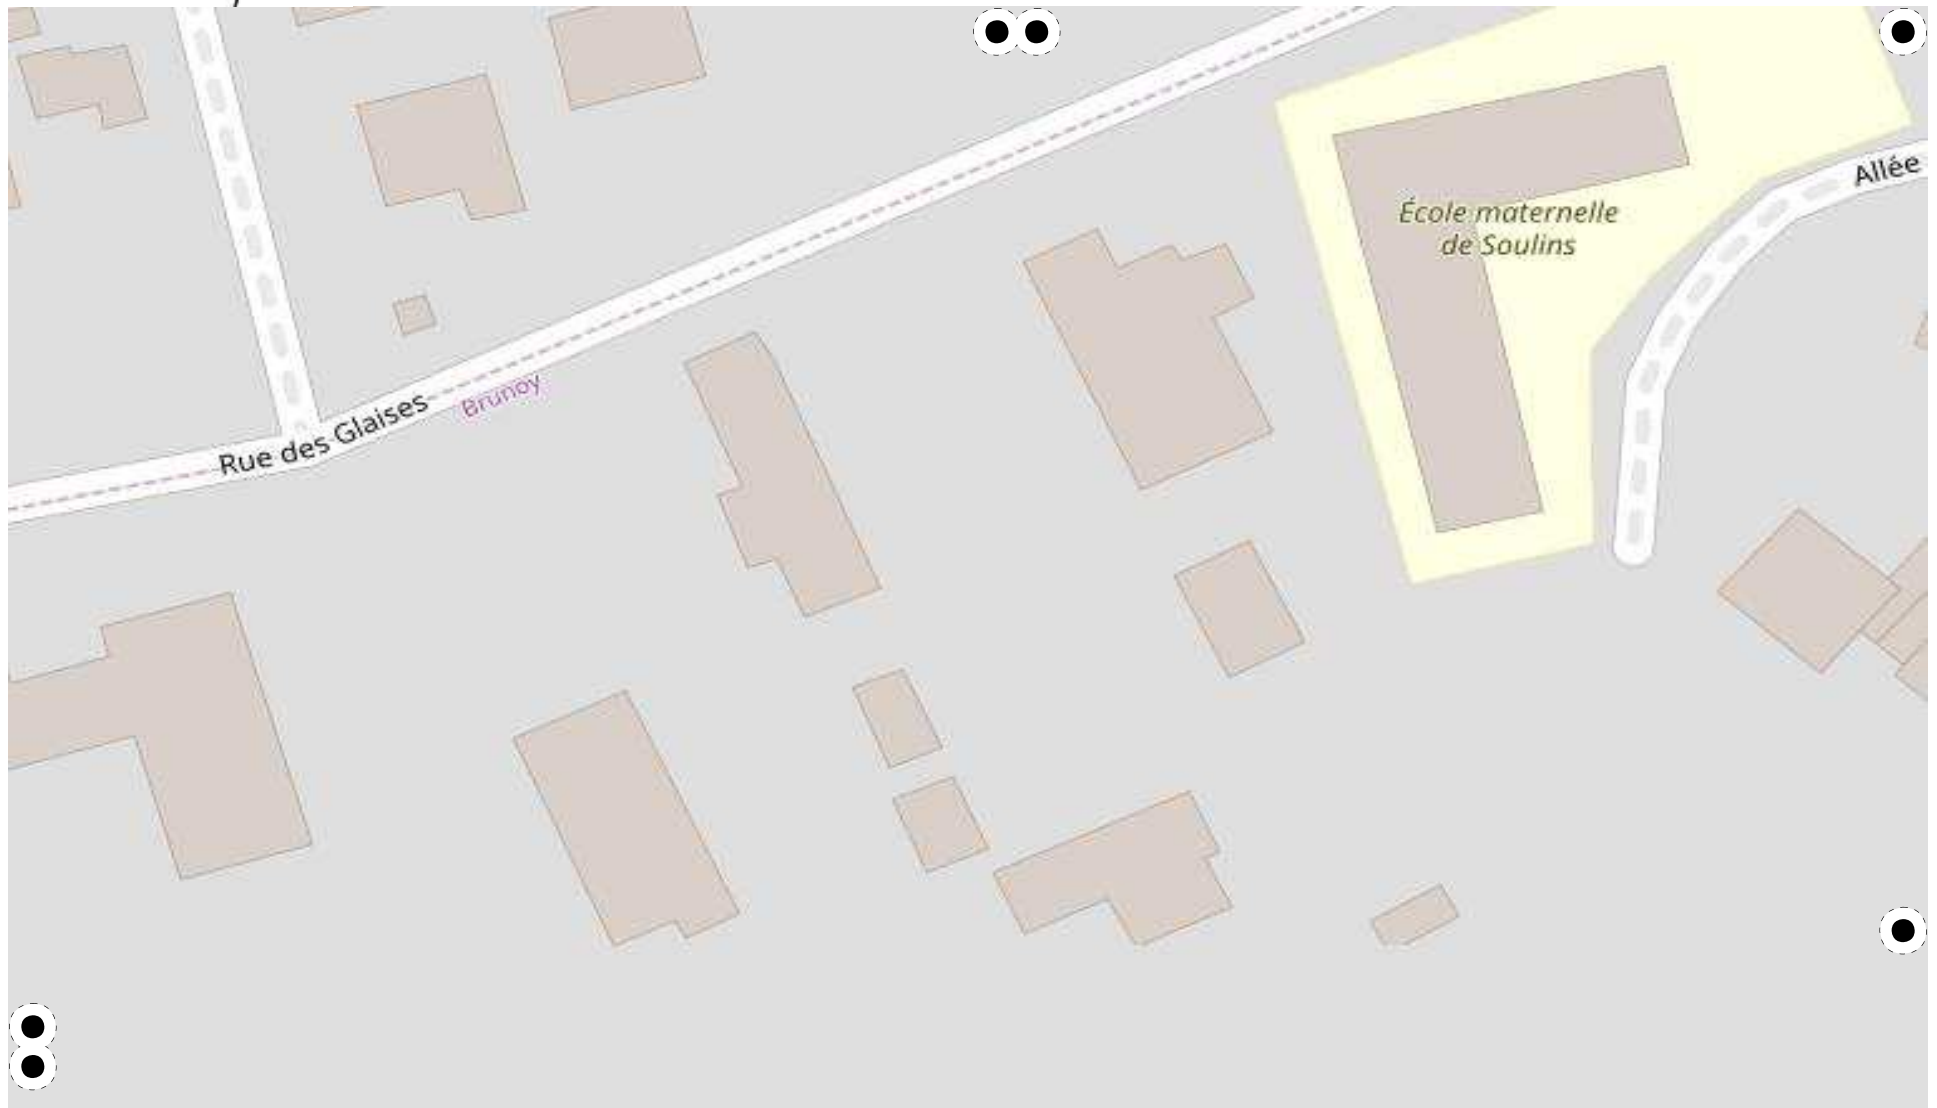 Allée
École maternelle
de Soulins
Brunoy
Rue des Glaises